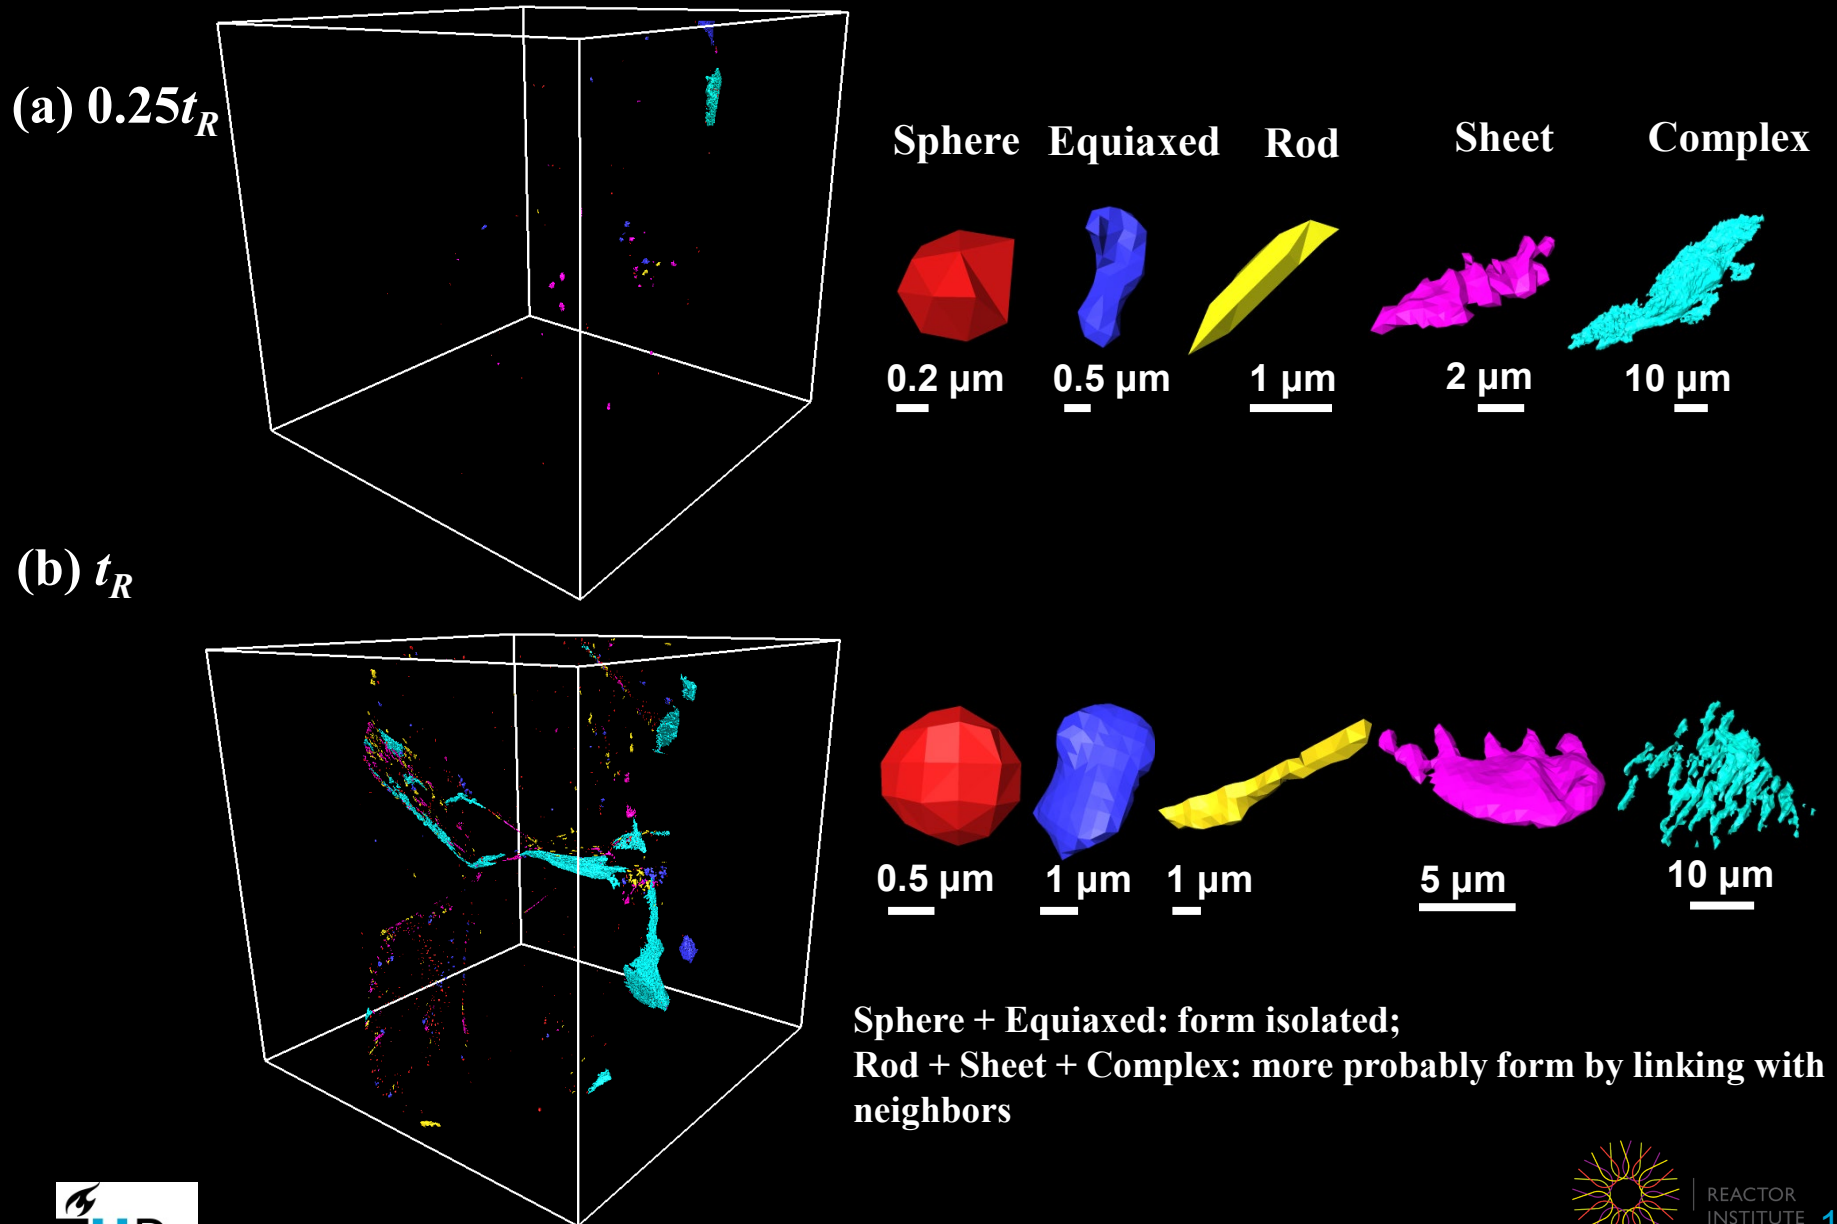 (a) 0.25t_R
Sphere Equiaxed Rod Sheet Complex
0.2 µm 0.5 µm 1 µm 2 µm 10 µm
(b) t_R
0.5 µm 1 µm 1 µm 5 µm 10 µm
Sphere + Equiaxed: form isolated;
Rod + Sheet + Complex: more probably form by linking with
neighbors
REACTOR
INSTITUTE 1